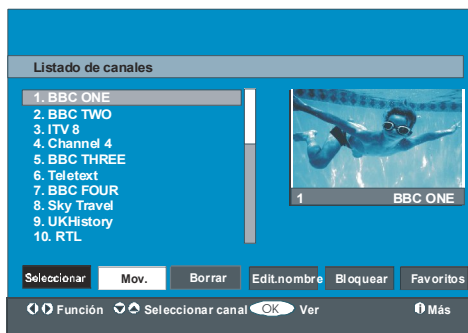 Listado de canales
1. BBC ONE
2. BBC TWO
3. ITV 8
4. Channel 4
5. BBC THREE
6. Teletext
7. BBC FOUR
8. Sky Travel
9. UKHistory
10. RTL
1 BBC ONE
Seleccionar Mov. Borrar Edit.nombre Bloquear Favoritos
Función Seleccionar canal OK Ver i Más